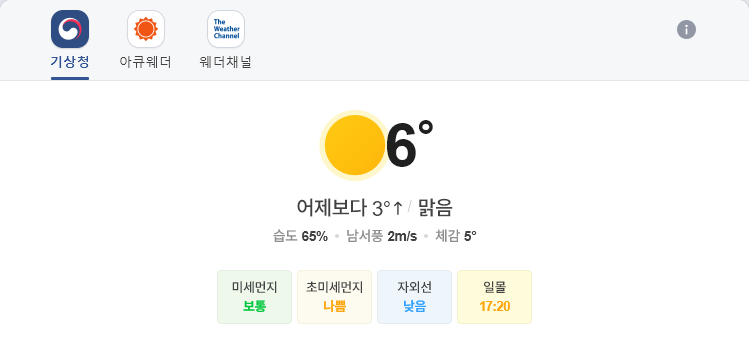 The
Weather
Channel
기상청 아큐웨더 웨더채널
6°
어제보다 3°↑ / 맑음
습도 65% • 남서풍 2m/s • 체감 5°
미세먼지 초미세먼지 자외선 일몰
보통 나쁨 낮음 17:20